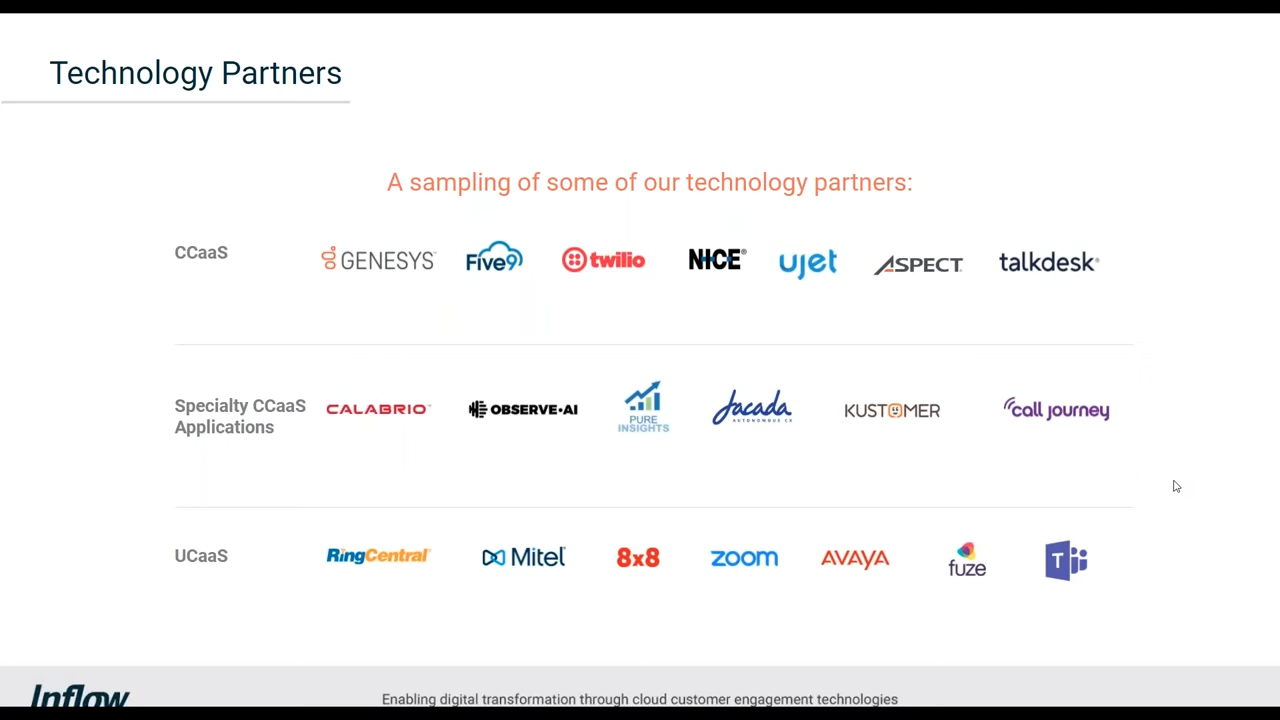 Technology Partners
A sampling of some of our technology partners:
CCaaS
GENESYS
Five9
twilio
NICE®
ujet
ASPECT
talkdesk®
Specialty CCaaS
Applications
CALABRIO
OBSERVE•AI
PURE
INSIGHTS
Jacada
AUTONOMOUS CX
KUSTOMER
call journey
UCaaS
RingCentral
Mitel
8x8
zoom
AVAYA
fuze
T
Inflow
Enabling digital transformation through cloud customer engagement technologies